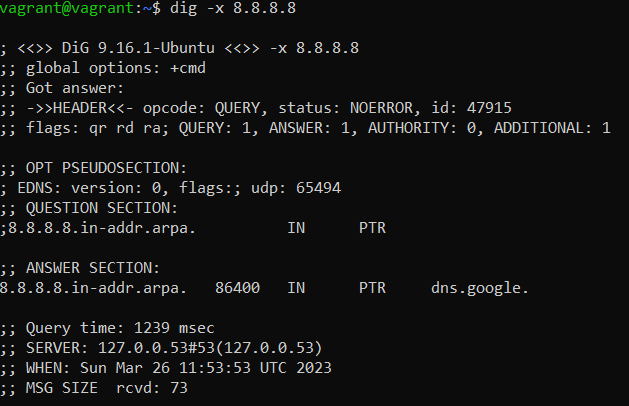 vagrant@vagrant:~$ dig -x 8.8.8.8

; <<>> DiG 9.16.1-Ubuntu <<>> -x 8.8.8.8
;; global options: +cmd
;; Got answer:
;; ->>HEADER<<- opcode: QUERY, status: NOERROR, id: 47915
;; flags: qr rd ra; QUERY: 1, ANSWER: 1, AUTHORITY: 0, ADDITIONAL: 1

;; OPT PSEUDOSECTION:
; EDNS: version: 0, flags:; udp: 65494
;; QUESTION SECTION:
;8.8.8.8.in-addr.arpa.          IN      PTR

;; ANSWER SECTION:
8.8.8.8.in-addr.arpa.   86400   IN      PTR     dns.google.

;; Query time: 1239 msec
;; SERVER: 127.0.0.53#53(127.0.0.53)
;; WHEN: Sun Mar 26 11:53:53 UTC 2023
;; MSG SIZE  rcvd: 73